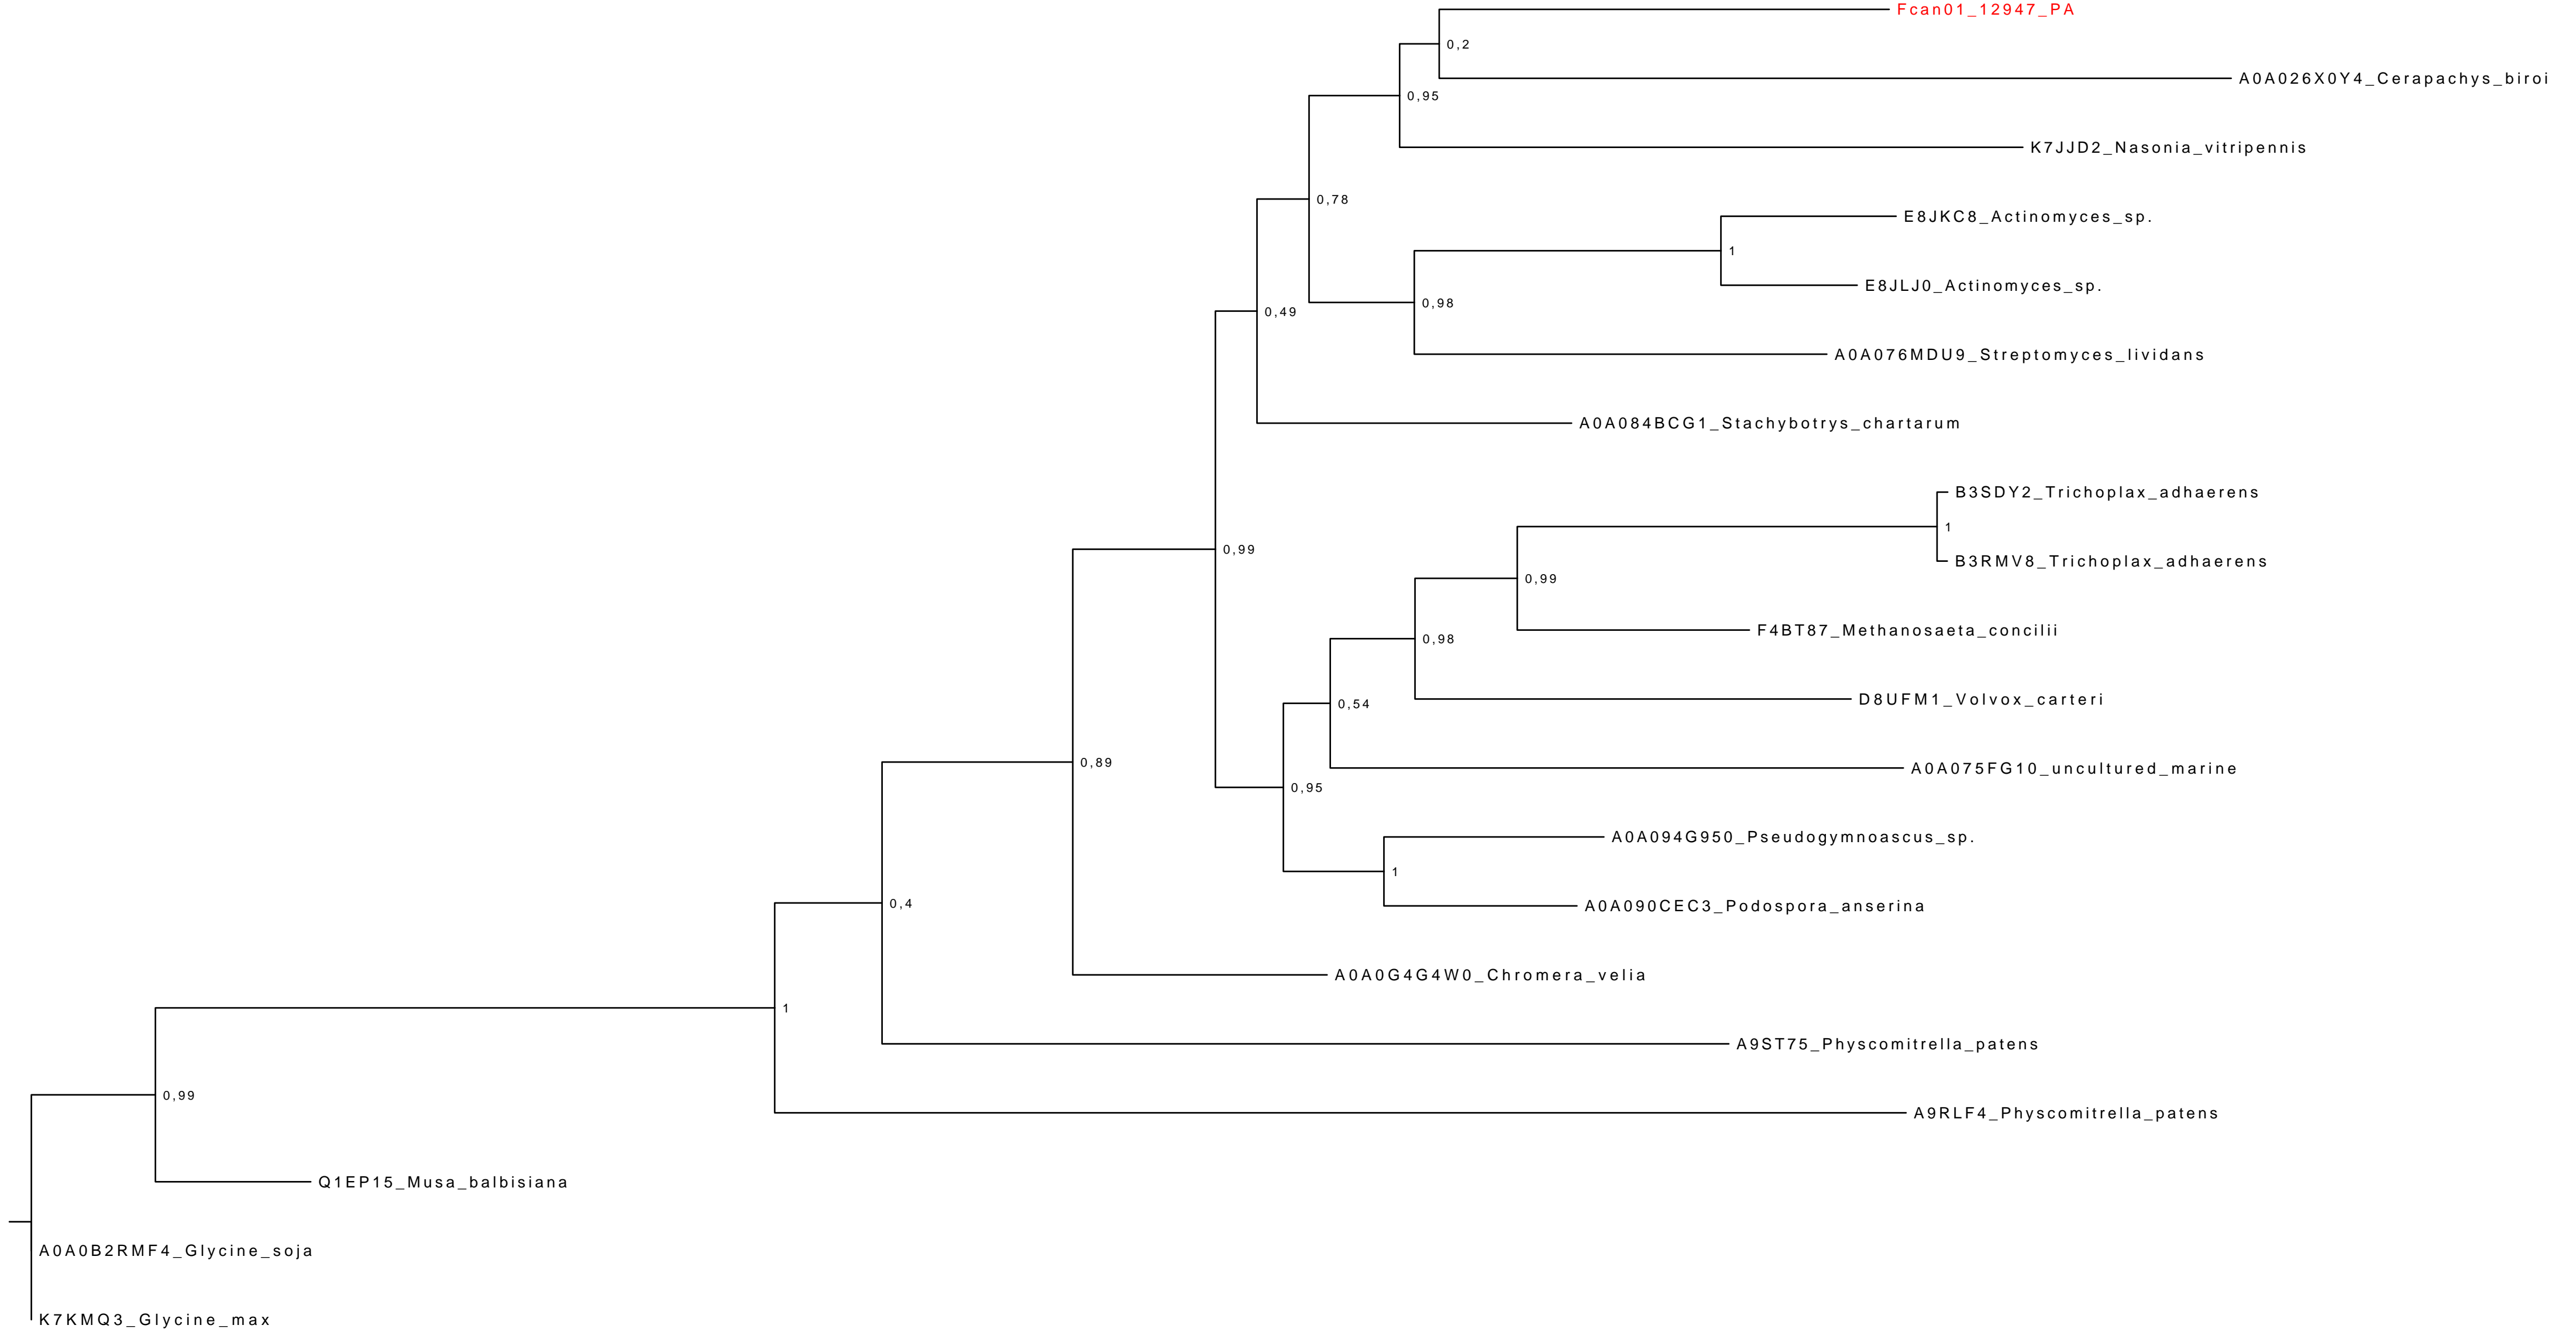 Fcan01_12947_PA
0,2
A0A026X0Y4_Cerapachys_biroi
0,95
K7JJD2_Nasonia_vitripennis
0,78
E8JKC8_Actinomyces_sp.
1
E8JLJ0_Actinomyces_sp.
0,98
0,49
A0A076MDU9_Streptomyces_lividans
A0A084BCG1_Stachybotrys_chartarum
B3SDY2_Trichoplax_adhaerens
1
0,99
B3RMV8_Trichoplax_adhaerens
0,99
F4BT87_Methanosaeta_concilii
0,98
D8UFM1_Volvox_carteri
0,54
0,89
A0A075FG10_uncultured_marine
0,95
A0A094G950_Pseudogymnoascus_sp.
1
0,4
A0A090CEC3_Podospora_anserina
A0A0G4G4W0_Chromera_velia
1
A9ST75_Physcomitrella_patens
0,99
A9RLF4_Physcomitrella_patens
Q1EP15_Musa_balbisiana
A0A0B2RMF4_Glycine_soja
K7KMQ3_Glycine_max